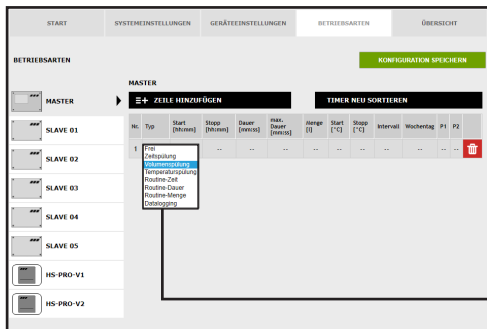 START SYSTEMEINSTELLUNGEN GERÄTEEINSTELLUNGEN BETRIEBSARTEN ÜBERSICHT
BETRIEBSARTEN KONFIGURATION SPEICHERN
MASTER
MASTER ZEILE HINZUFÜGEN TIMER NEU SORTIEREN
SLAVE 01
SLAVE 02
SLAVE 03
SLAVE 04
SLAVE 05
HS-PRO-V1
HS-PRO-V2
Nr. Typ Start [hh:mm] Stopp [hh:mm] Dauer [mm:ss] max. Dauer [mm:ss] Menge [l] Start [°C] Stopp [°C] Intervall Wochentag P1 P2
1 -- -- -- -- -- -- -- -- -- --
Frei
Zeitspülung
Volumenspülung
Temperaturspülung
Routine-Zeit
Routine-Dauer
Routine-Menge
Datalogging